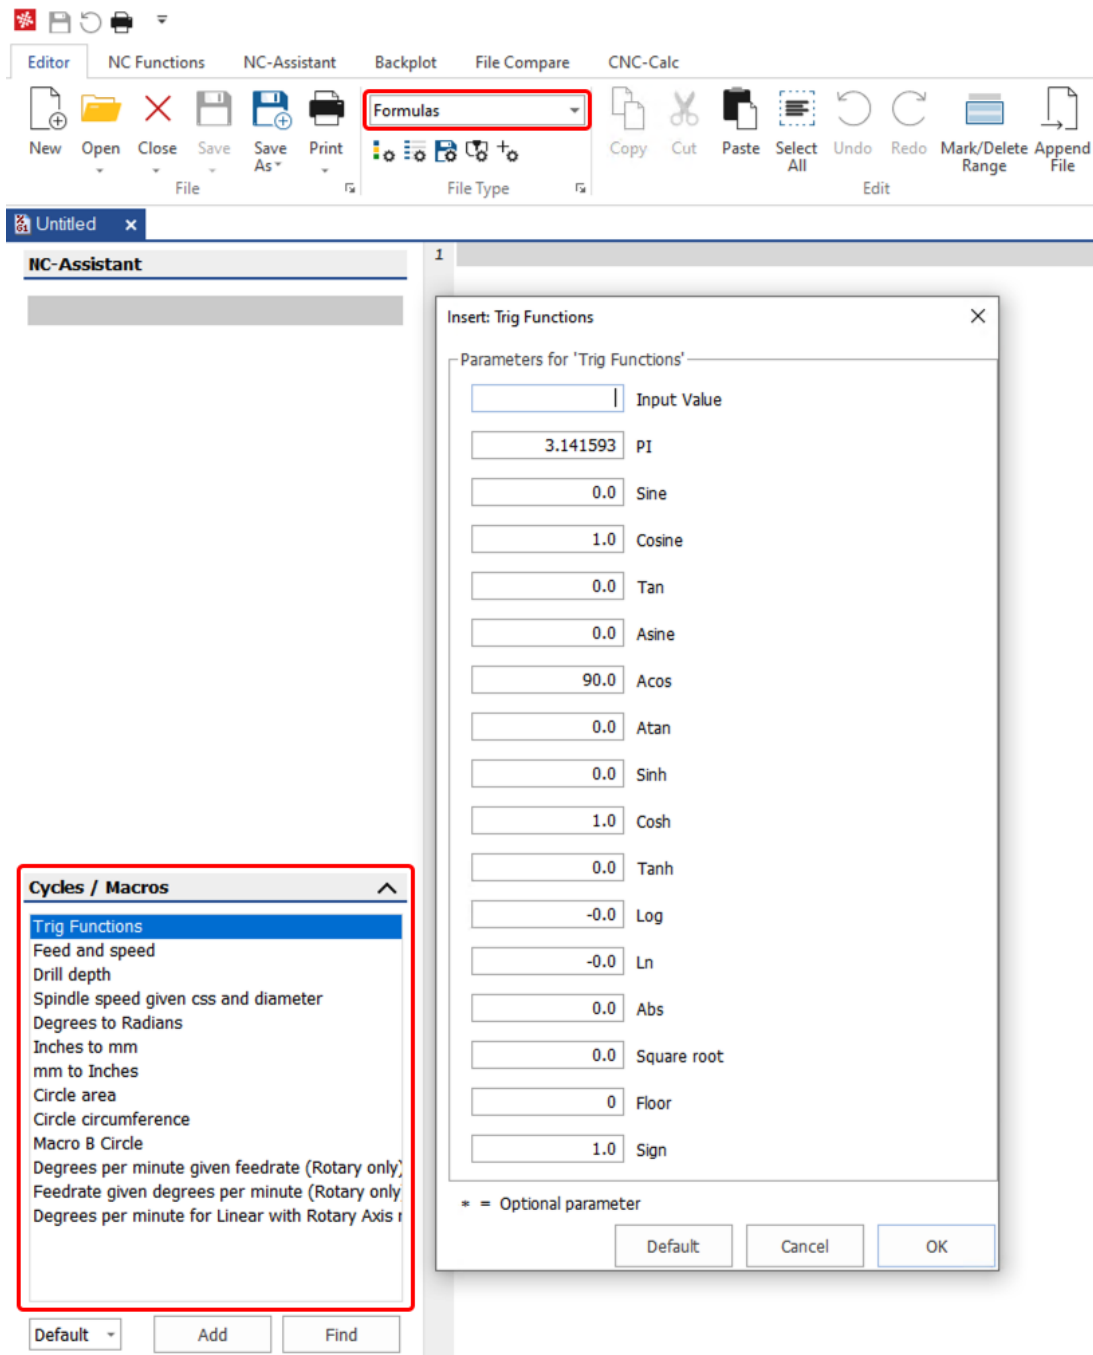 Editor NC Functions NC-Assistant Backplot File Compare CNC-Calc
Formulas
New Open Close Save Save As Print Copy Cut Paste Select All Undo Redo Mark/Delete Range Append File
File File Type Edit
Untitled
NC-Assistant
1
Insert: Trig Functions
Parameters for 'Trig Functions'
Input Value
3.141593 PI
0.0 Sine
1.0 Cosine
0.0 Tan
0.0 Asine
90.0 Acos
0.0 Atan
0.0 Sinh
1.0 Cosh
0.0 Tanh
-0.0 Log
-0.0 Ln
0.0 Abs
0.0 Square root
0 Floor
1.0 Sign
* = Optional parameter
Default Cancel OK
Cycles / Macros
Trig Functions
Feed and speed
Drill depth
Spindle speed given css and diameter
Degrees to Radians
Inches to mm
mm to Inches
Circle area
Circle circumference
Macro B Circle
Degrees per minute given feedrate (Rotary only)
Feedrate given degrees per minute (Rotary only
Degrees per minute for Linear with Rotary Axis
Default Add Find